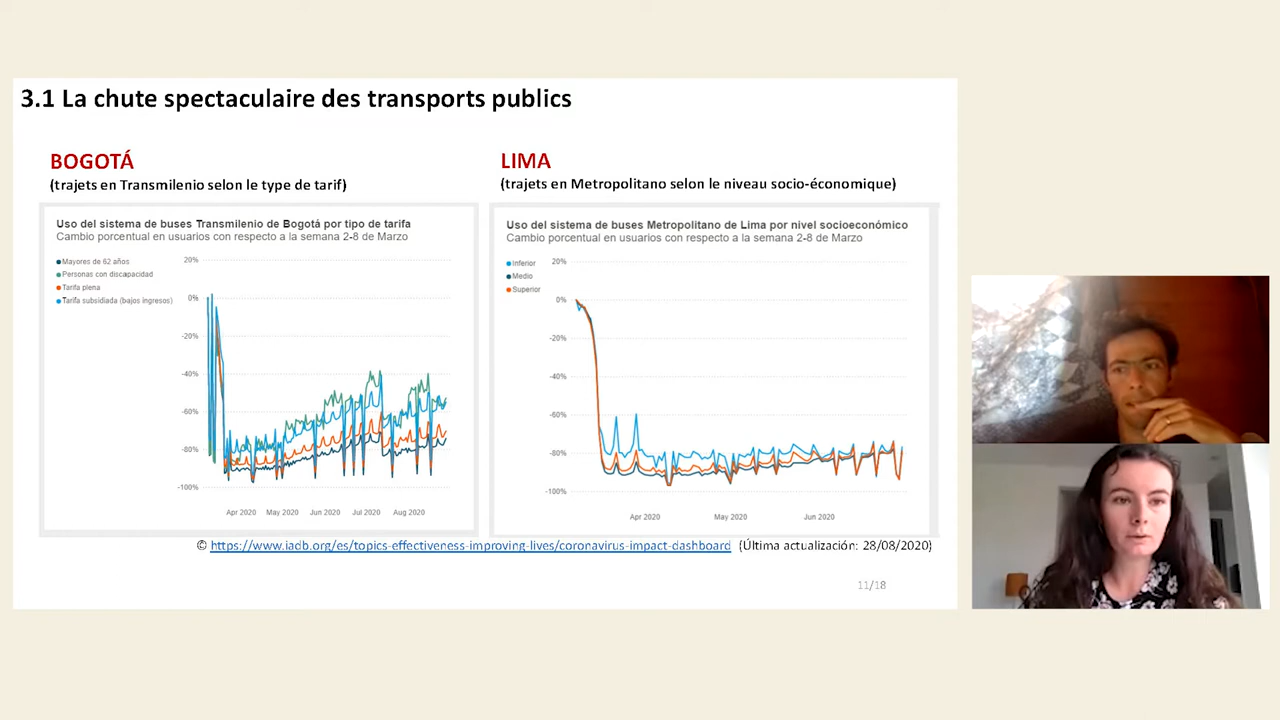 3.1 La chute spectaculaire des transports publics
BOGOTÁ
(trajets en Transmilenio selon le type de tarif)
Uso del sistema de buses Transmilenio de Bogotá por tipo de tarifa
Cambio porcentual en usuarios con respecto a la semana 2-8 de Marzo
Mayores de 62 años
Personas con discapacidad
Tarifa plena
Tarifa subsidiada (bajos ingresos)
20%
0%
-20%
-40%
-60%
-80%
-100%
Apr 2020 May 2020 Jun 2020 Jul 2020 Aug 2020
LIMA
(trajets en Metropolitano selon le niveau socio-économique)
Uso del sistema de buses Metropolitano de Lima por nivel socioeconómico
Cambio porcentual en usuarios con respecto a la semana 2-8 de Marzo
Inferior
Medio
Superior
20%
0%
-20%
-40%
-60%
-80%
-100%
Apr 2020 May 2020 Jun 2020
© https://www.iadb.org/es/topics-effectiveness-improving-lives/coronavirus-impact-dashboard (Última actualización: 28/08/2020)
11/18